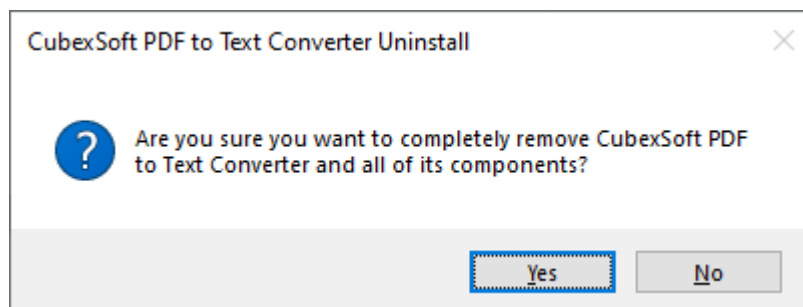 CubexSoft PDF to Text Converter Uninstall
?
Are you sure you want to completely remove CubexSoft PDF
to Text Converter and all of its components?
Yes
No